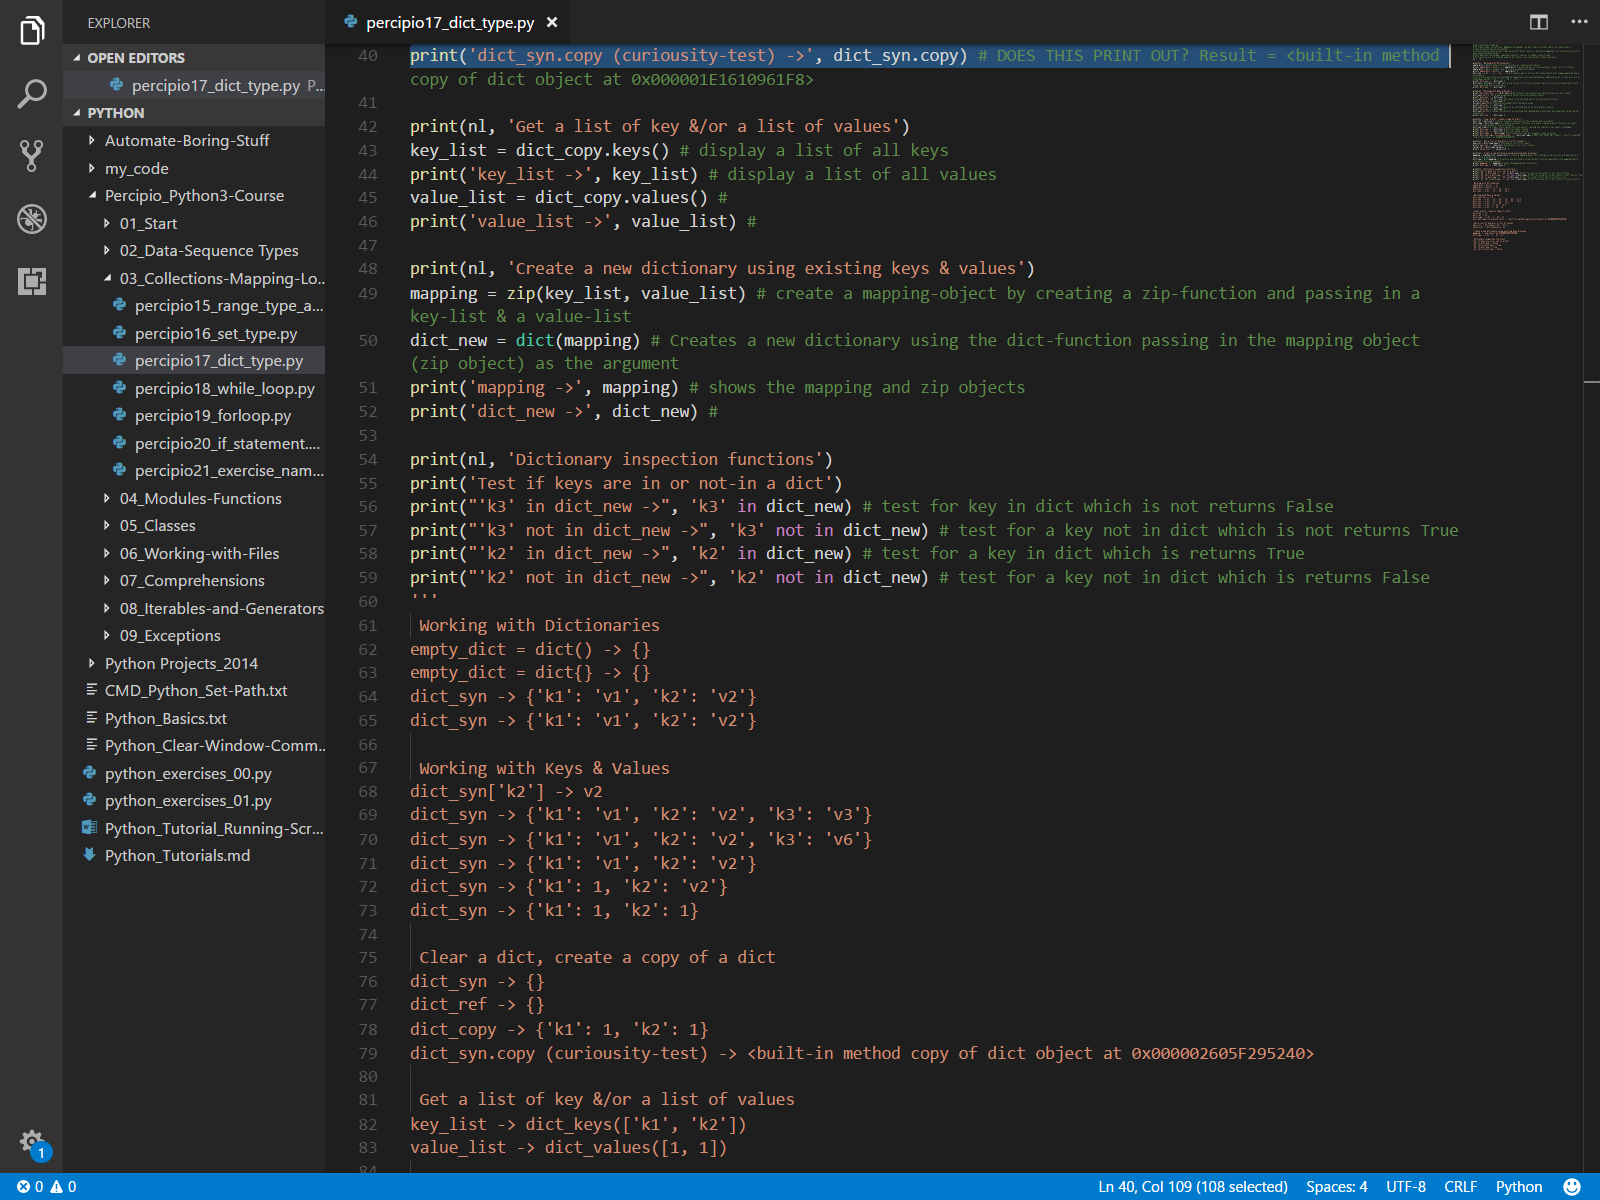 EXPLORER
OPEN EDITORS
percipio17_dict_type.py P...
PYTHON
Automate-Boring-Stuff
my_code
Percipio_Python3-Course
01_Start
02_Data-Sequence Types
03_Collections-Mapping-Lo...
percipio15_range_type_a...
percipio16_set_type.py
percipio17_dict_type.py
percipio18_while_loop.py
percipio19_forloop.py
percipio20_if_statement....
percipio21_exercise_nam...
04_Modules-Functions
05_Classes
06_Working-with-Files
07_Comprehensions
08_Iterables-and-Generators
09_Exceptions
Python Projects_2014
CMD_Python_Set-Path.txt
Python_Basics.txt
Python_Clear-Window-Comm...
python_exercises_00.py
python_exercises_01.py
Python_Tutorial_Running-Scr...
Python_Tutorials.md
1
percipio17_dict_type.py ×
40 print('dict_syn.copy (curiousity-test) ->', dict_syn.copy) # DOES THIS PRINT OUT? Result = <built-in method
copy of dict object at 0x000001E1610961F8>
41
42 print(nl, 'Get a list of key &/or a list of values')
43 key_list = dict_copy.keys() # display a list of all keys
44 print('key_list ->', key_list) # display a list of all values
45 value_list = dict_copy.values() #
46 print('value_list ->', value_list) #
47
48 print(nl, 'Create a new dictionary using existing keys & values')
49 mapping = zip(key_list, value_list) # create a mapping-object by creating a zip-function and passing in a
key-list & a value-list
50 dict_new = dict(mapping) # Creates a new dictionary using the dict-function passing in the mapping object
(zip object) as the argument
51 print('mapping ->', mapping) # shows the mapping and zip objects
52 print('dict_new ->', dict_new) #
53
54 print(nl, 'Dictionary inspection functions')
55 print('Test if keys are in or not-in a dict')
56 print("'k3' in dict_new ->", 'k3' in dict_new) # test for key in dict which is not returns False
57 print("'k3' not in dict_new ->", 'k3' not in dict_new) # test for a key not in dict which is not returns True
58 print("'k2' in dict_new ->", 'k2' in dict_new) # test for a key in dict which is returns True
59 print("'k2' not in dict_new ->", 'k2' not in dict_new) # test for a key not in dict which is returns False
60 '''
61 Working with Dictionaries
62 empty_dict = dict() -> {}
63 empty_dict = dict{} -> {}
64 dict_syn -> {'k1': 'v1', 'k2': 'v2'}
65 dict_syn -> {'k1': 'v1', 'k2': 'v2'}
66
67 Working with Keys & Values
68 dict_syn['k2'] -> v2
69 dict_syn -> {'k1': 'v1', 'k2': 'v2', 'k3': 'v3'}
70 dict_syn -> {'k1': 'v1', 'k2': 'v2', 'k3': 'v6'}
71 dict_syn -> {'k1': 'v1', 'k2': 'v2'}
72 dict_syn -> {'k1': 1, 'k2': 'v2'}
73 dict_syn -> {'k1': 1, 'k2': 1}
74
75 Clear a dict, create a copy of a dict
76 dict_syn -> {}
77 dict_ref -> {}
78 dict_copy -> {'k1': 1, 'k2': 1}
79 dict_syn.copy (curiousity-test) -> <built-in method copy of dict object at 0x000002605F295240>
80
81 Get a list of key &/or a list of values
82 key_list -> dict_keys(['k1', 'k2'])
83 value_list -> dict_values([1, 1])
84
0 0
Ln 40, Col 109 (108 selected) Spaces: 4 UTF-8 CRLF Python